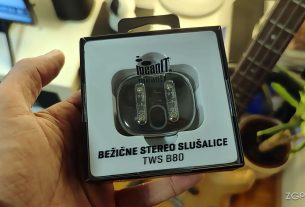 MeanIT
BEŽIČNE STEREO SLUŠALICE
TWS B80